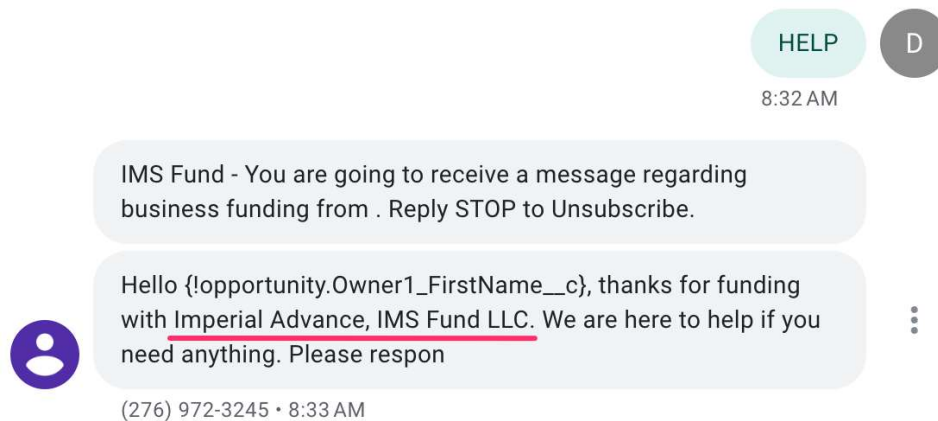 HELP
D
8:32 AM
IMS Fund - You are going to receive a message regarding
business funding from . Reply STOP to Unsubscribe.
Hello {!opportunity.Owner1_FirstName__c}, thanks for funding
with Imperial Advance, IMS Fund LLC. We are here to help if you
need anything. Please respon
(276) 972-3245 • 8:33 AM